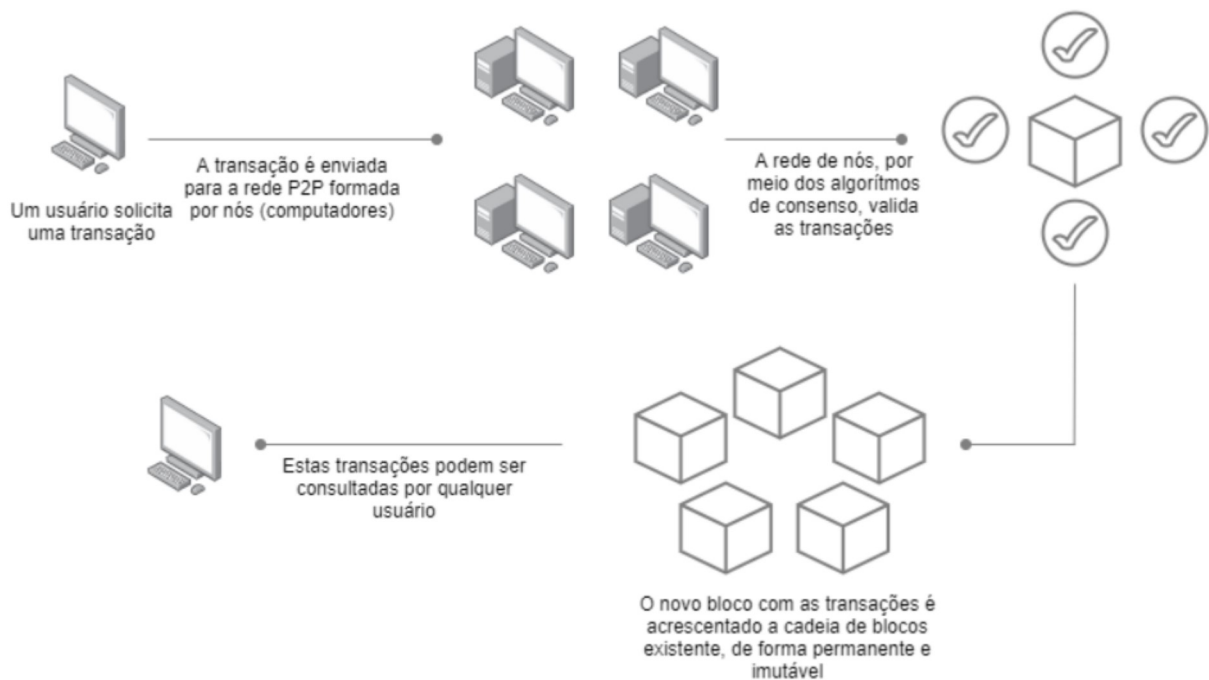 Um usuário solicita
uma transação
A transação é enviada
para a rede P2P formada
por nós (computadores)
A rede de nós, por
meio dos algorítmos
de consenso, valida
as transações
O novo bloco com as transações é
acrescentado a cadeia de blocos
existente, de forma permanente e
imutável
Estas transações podem ser
consultadas por qualquer
usuário